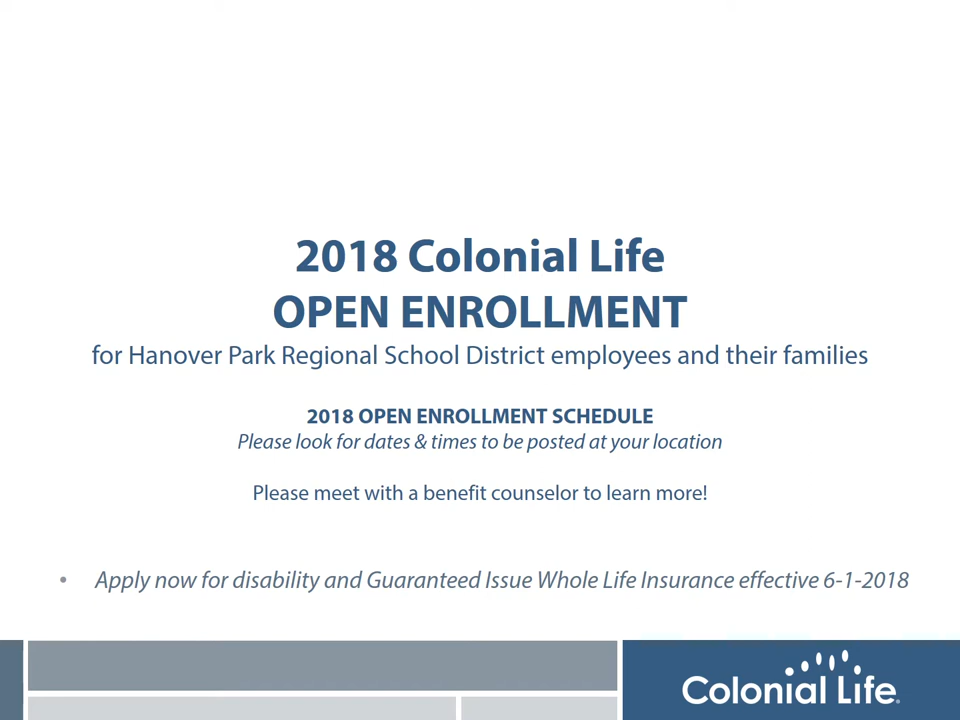 2018 Colonial Life
OPEN ENROLLMENT
for Hanover Park Regional School District employees and their families
2018 OPEN ENROLLMENT SCHEDULE
Please look for dates & times to be posted at your location
Please meet with a benefit counselor to learn more!
• Apply now for disability and Guaranteed Issue Whole Life Insurance effective 6-1-2018
Colonial Life®